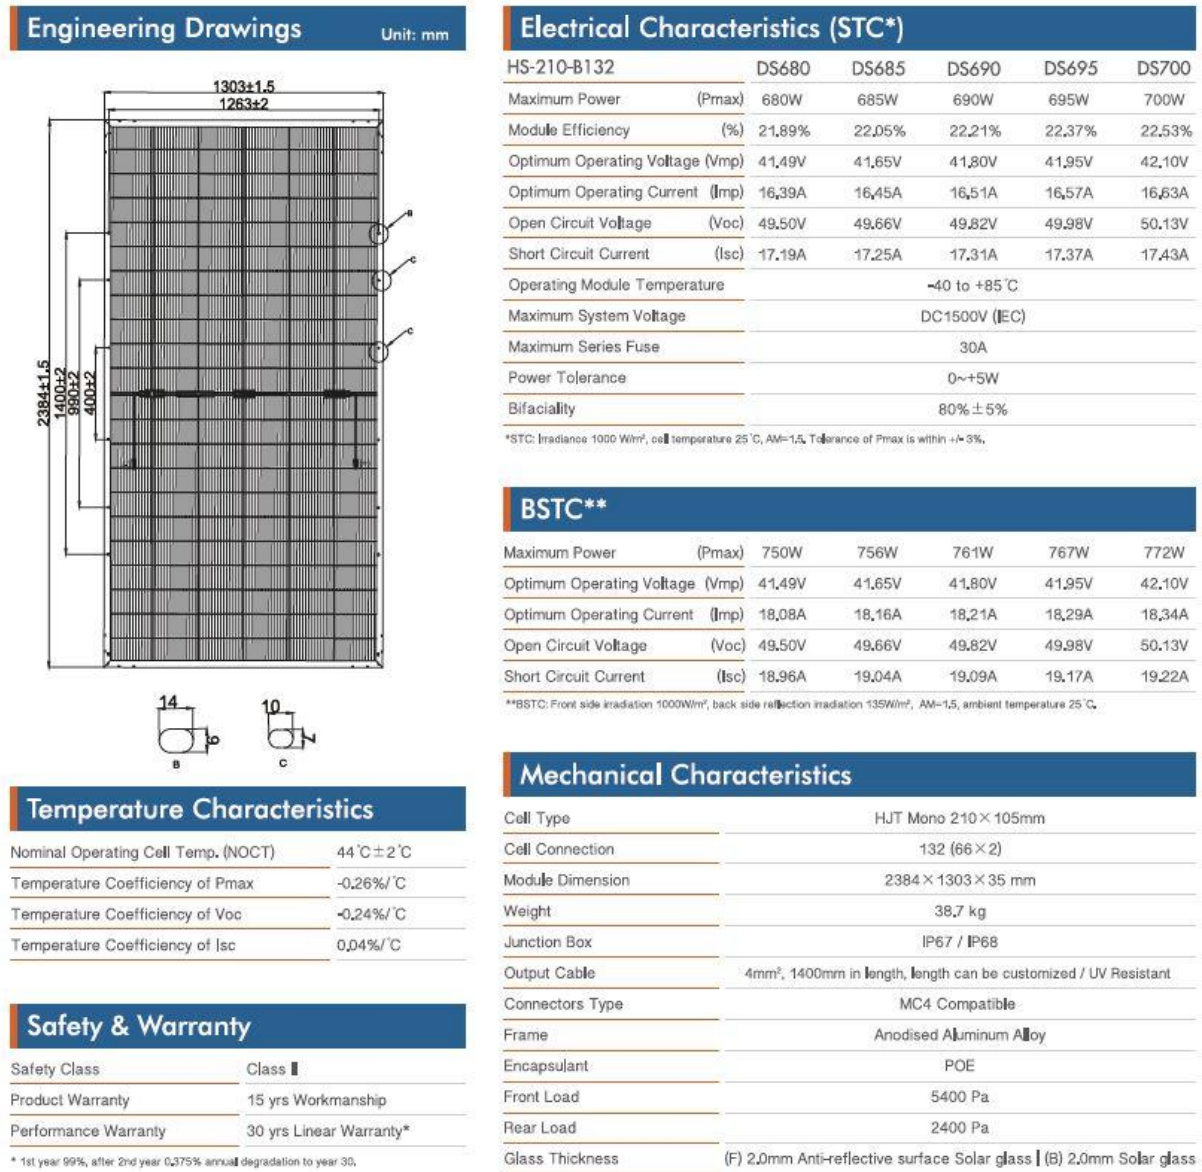 Engineering Drawings Unit: mm
1303±1.5
1263±2
2384±1.5
1400±2
990±2
400±2
B
C
C
14
9
B
10
7
C
Temperature Characteristics
Nominal Operating Cell Temp. (NOCT) 44℃±2℃
Temperature Coefficiency of Pmax -0.26%/℃
Temperature Coefficiency of Voc -0.24%/℃
Temperature Coefficiency of Isc 0.04%/℃
Safety & Warranty
Safety Class Class II
Product Warranty 15 yrs Workmanship
Performance Warranty 30 yrs Linear Warranty*
* 1st year 99%, after 2nd year 0.375% annual degradation to year 30.
Electrical Characteristics (STC*)
HS-210-B132 DS680 DS685 DS690 DS695 DS700
Maximum Power (Pmax) 680W 685W 690W 695W 700W
Module Efficiency (%) 21.89% 22.05% 22.21% 22.37% 22.53%
Optimum Operating Voltage (Vmp) 41.49V 41.65V 41.80V 41.95V 42.10V
Optimum Operating Current (Imp) 16.39A 16.45A 16.51A 16.57A 16.63A
Open Circuit Voltage (Voc) 49.50V 49.66V 49.82V 49.98V 50.13V
Short Circuit Current (Isc) 17.19A 17.25A 17.31A 17.37A 17.43A
Operating Module Temperature -40 to +85℃
Maximum System Voltage DC1500V (IEC)
Maximum Series Fuse 30A
Power Tolerance 0~+5W
Bifaciality 80%±5%
*STC: Irradiance 1000 W/m², cell temperature 25℃, AM=1.5. Tolerance of Pmax is within +/- 3%.
BSTC**
Maximum Power (Pmax) 750W 756W 761W 767W 772W
Optimum Operating Voltage (Vmp) 41.49V 41.65V 41.80V 41.95V 42.10V
Optimum Operating Current (Imp) 18.08A 18.16A 18.21A 18.29A 18.34A
Open Circuit Voltage (Voc) 49.50V 49.66V 49.82V 49.98V 50.13V
Short Circuit Current (Isc) 18.96A 19.04A 19.09A 19.17A 19.22A
**BSTC: Front side irradiation 1000W/m², back side reflection irradiation 135W/m², AM=1.5, ambient temperature 25℃.
Mechanical Characteristics
Cell Type HJT Mono 210×105mm
Cell Connection 132 (66×2)
Module Dimension 2384×1303×35 mm
Weight 38.7 kg
Junction Box IP67 / IP68
Output Cable 4mm², 1400mm in length, length can be customized / UV Resistant
Connectors Type MC4 Compatible
Frame Anodised Aluminum Alloy
Encapsulant POE
Front Load 5400 Pa
Rear Load 2400 Pa
Glass Thickness (F) 2.0mm Anti-reflective surface Solar glass | (B) 2.0mm Solar glass